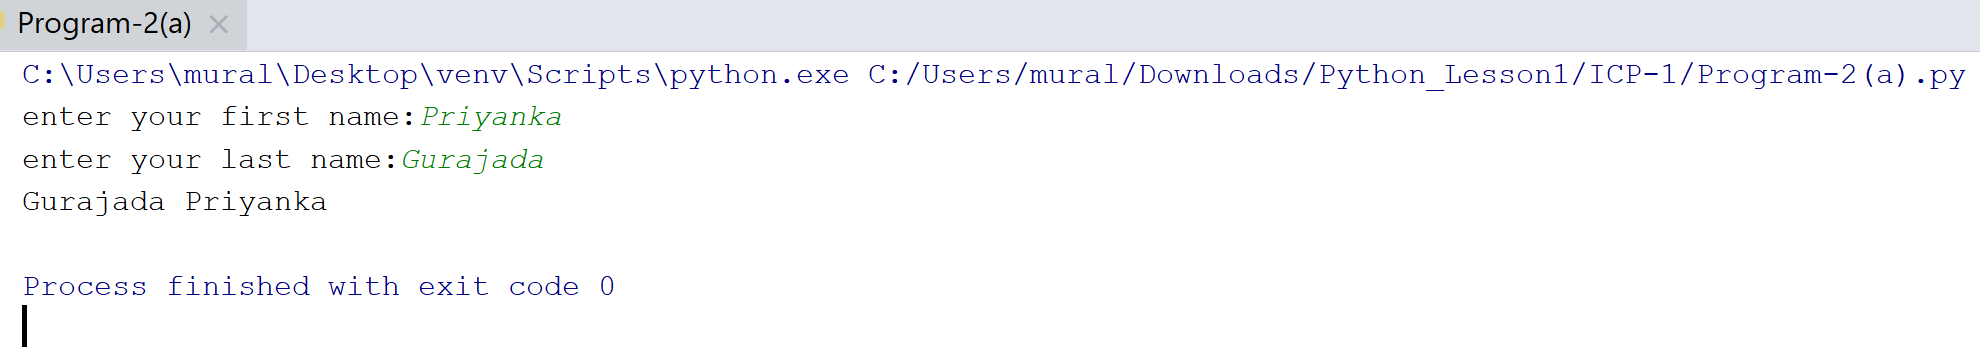 Program-2(a)
C:\Users\mural\Desktop\venv\Scripts\python.exe C:/Users/mural/Downloads/Python_Lesson1/ICP-1/Program-2(a).py
enter your first name:Priyanka
enter your last name:Gurajada
Gurajada Priyanka
Process finished with exit code 0